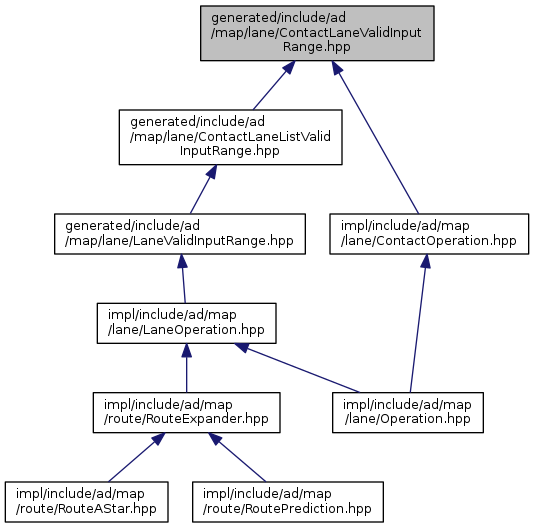 generated/include/ad
/map/lane/ContactLaneValidInput
Range.hpp
generated/include/ad
/map/lane/ContactLaneListValid
InputRange.hpp
generated/include/ad
/map/lane/LaneValidInputRange.hpp
impl/include/ad/map
/lane/ContactOperation.hpp
impl/include/ad/map
/lane/LaneOperation.hpp
impl/include/ad/map
/route/RouteExpander.hpp
impl/include/ad/map
/lane/Operation.hpp
impl/include/ad/map
/route/RouteAStar.hpp
impl/include/ad/map
/route/RoutePrediction.hpp